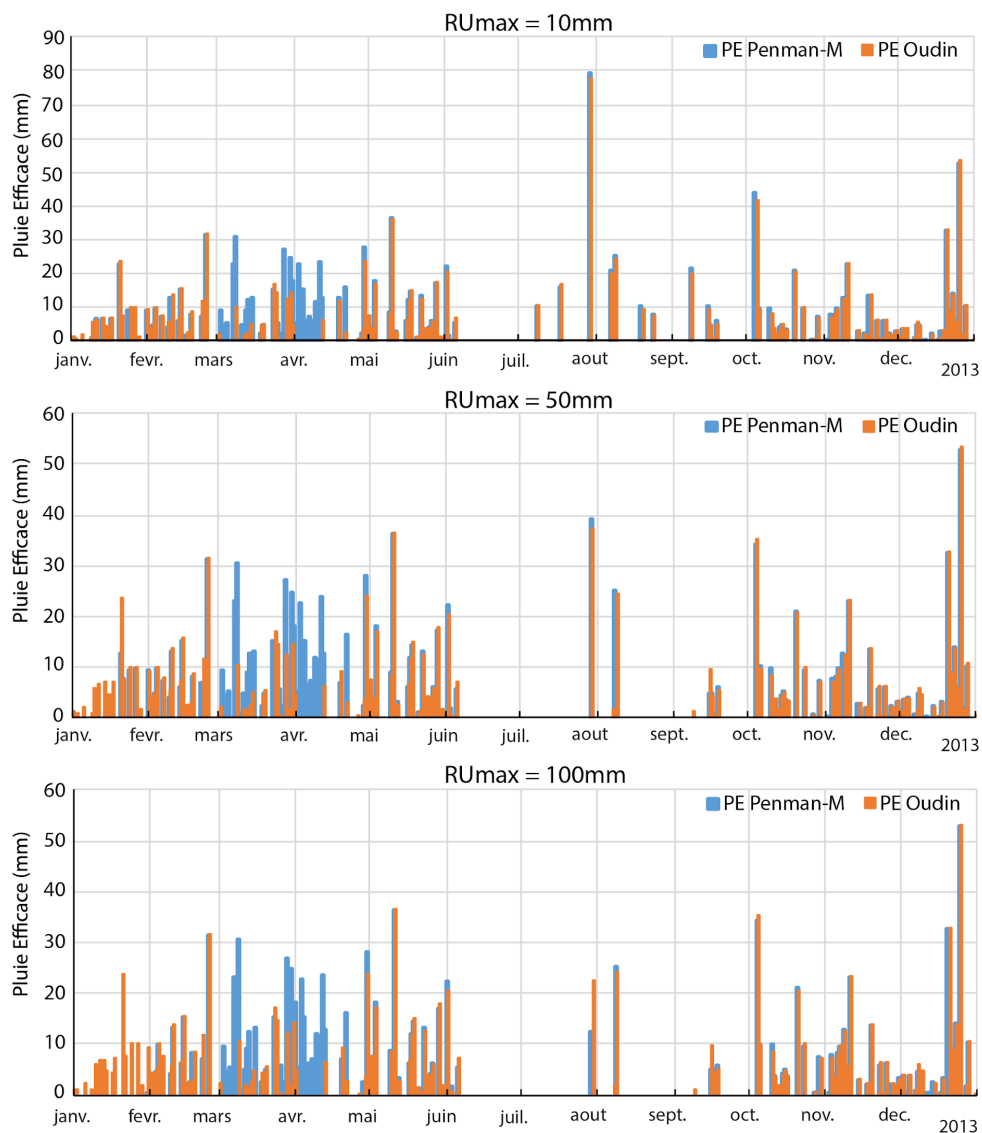 RUmax = 10mm
PE Penman-M PE Oudin
Pluie Efficace (mm)
90
80
70
60
50
40
30
20
10
0
janv. fevr. mars avr. mai juin juil. aout sept. oct. nov. dec.
2013
RUmax = 50mm
PE Penman-M PE Oudin
Pluie Efficace (mm)
60
50
40
30
20
10
0
janv. fevr. mars avr. mai juin juil. aout sept. oct. nov. dec.
2013
RUmax = 100mm
PE Penman-M PE Oudin
Pluie Efficace (mm)
60
50
40
30
20
10
0
janv. fevr. mars avr. mai juin juil. aout sept. oct. nov. dec.
2013